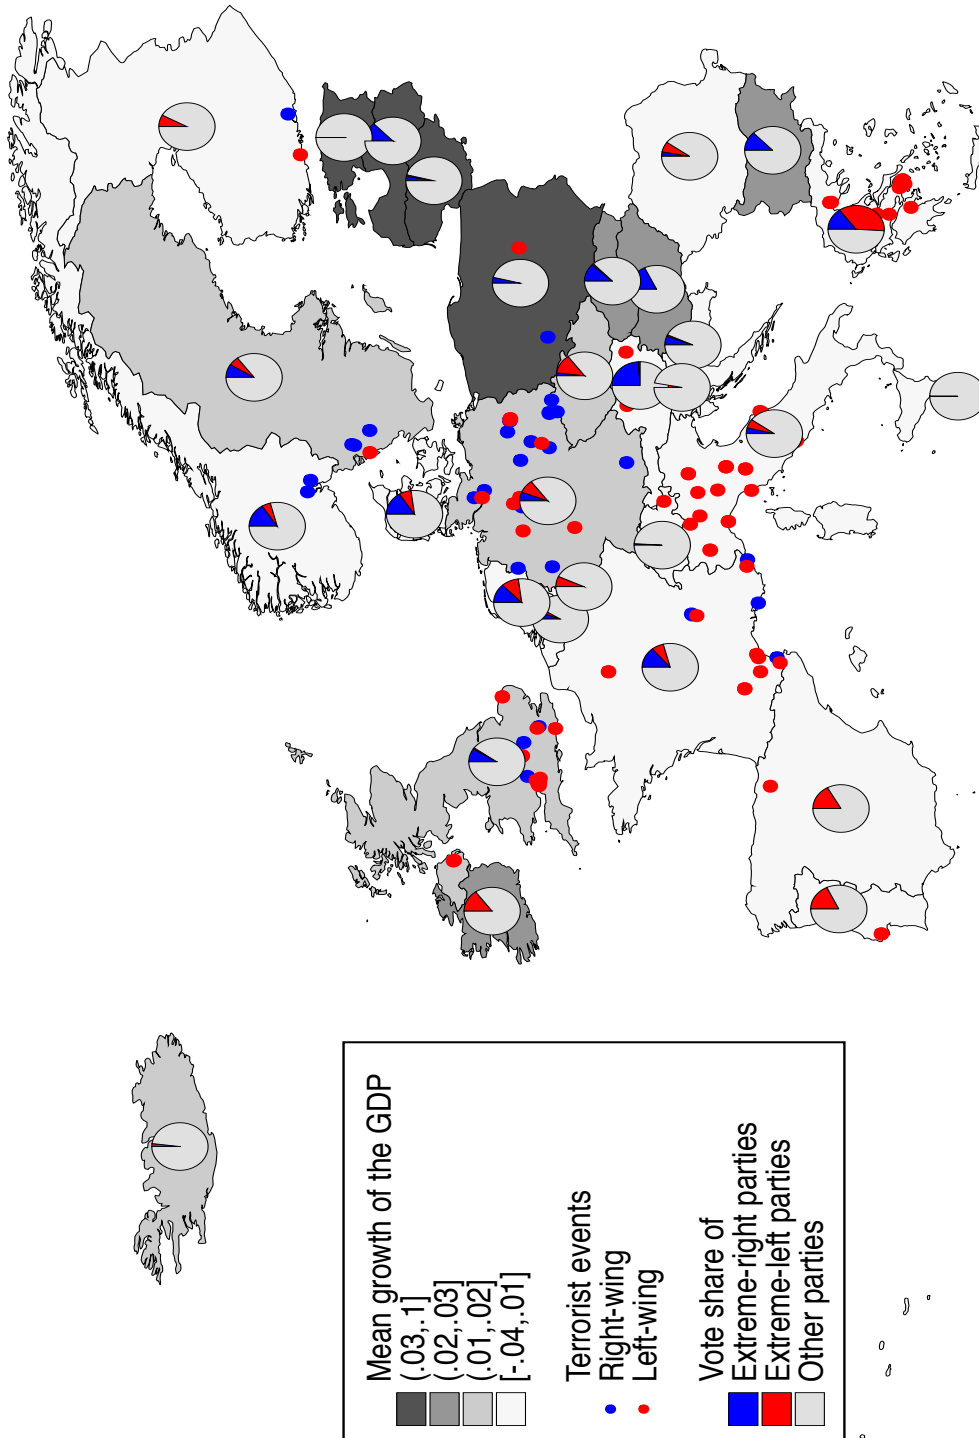 Mean growth of the GDP
(.03,.1]
(.02,.03]
(.01,.02]
[-.04,.01]
Terrorist events
Right-wing
Left-wing
Vote share of
Extreme-right parties
Extreme-left parties
Other parties